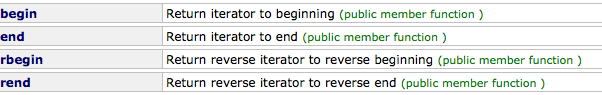 begin Return iterator to beginning (public member function )
end Return iterator to end (public member function )
rbegin Return reverse iterator to reverse beginning (public member function )
rend Return reverse iterator to reverse end (public member function )